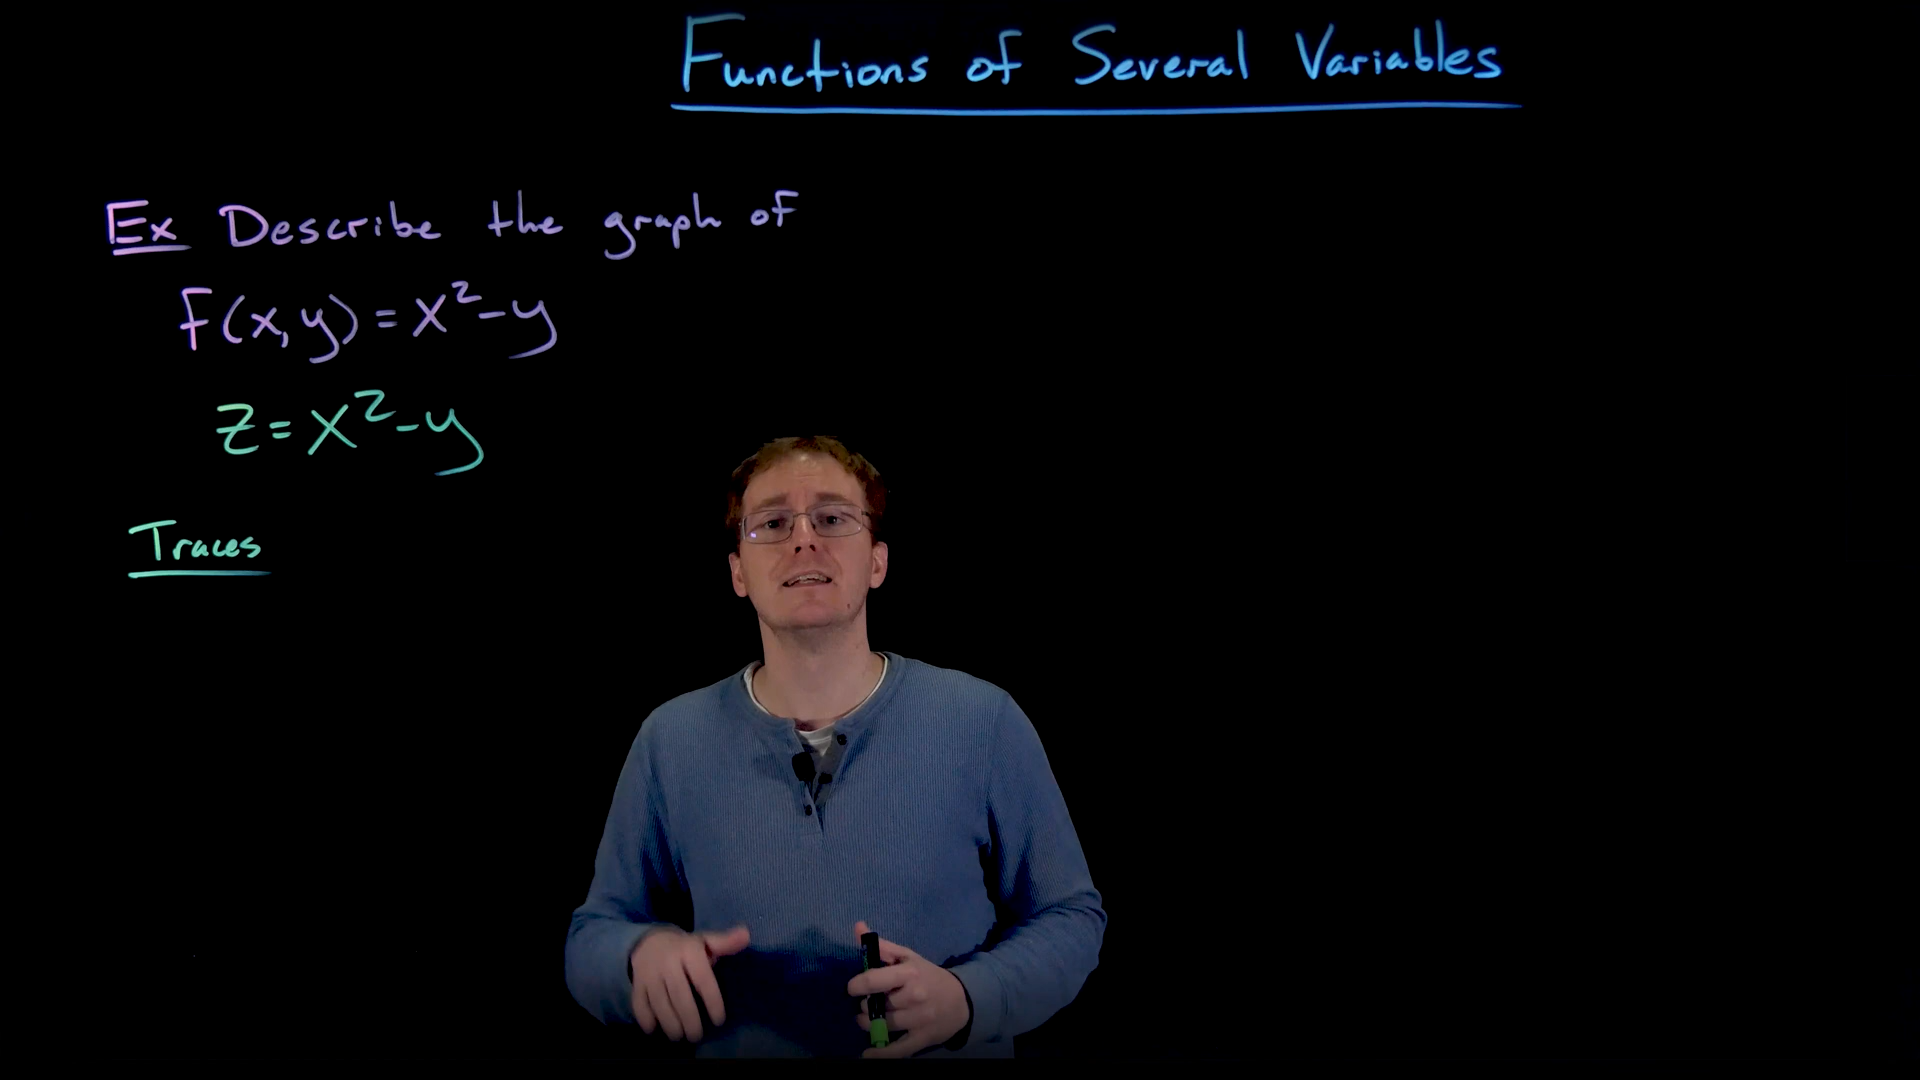 Functions of Several Variables
Ex Describe the graph of
f(x,y)=x²-y
z=x²-y
Traces